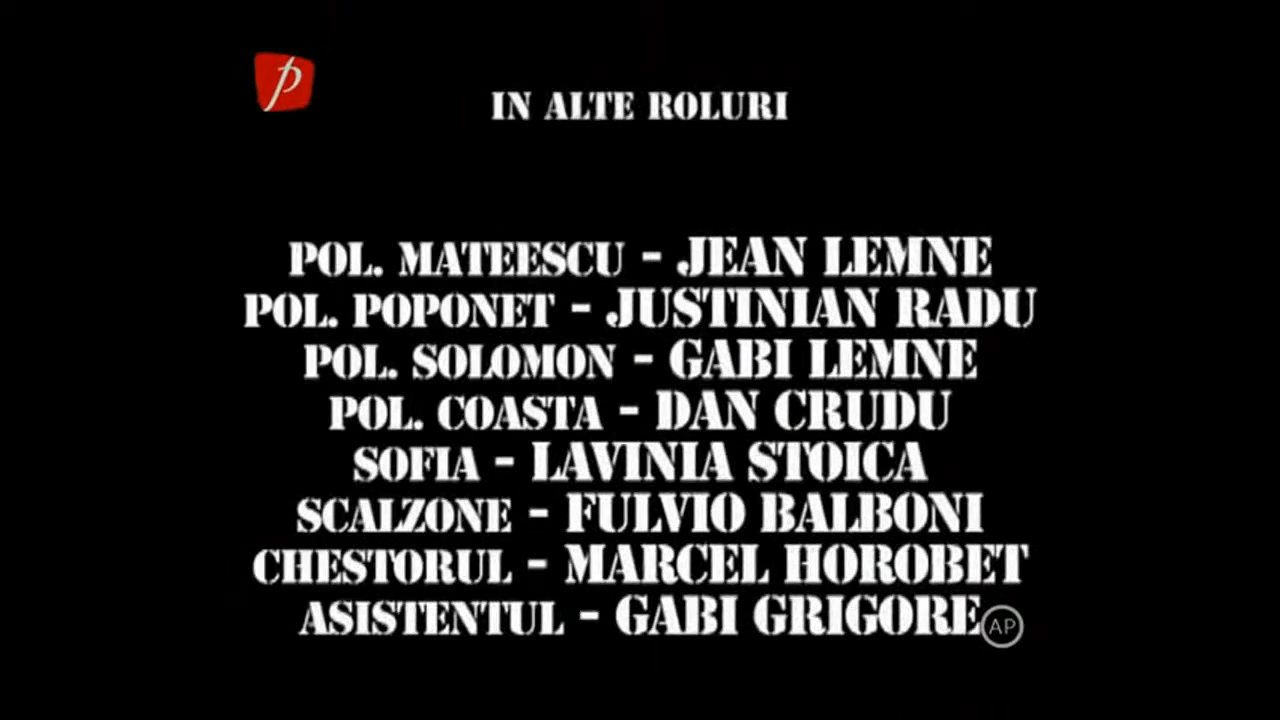 p
IN ALTE ROLURI
POL. MATEESCU - JEAN LEMNE
POL. POPONET - JUSTINIAN RADU
POL. SOLOMON - GABI LEMNE
POL. COASTA - DAN CRUDU
SOFIA - LAVINIA STOICA
SCALZONE - FULVIO BALBONI
CHESTORUL - MARCEL HOROBET
ASISTENTUL - GABI GRIGORE
AP